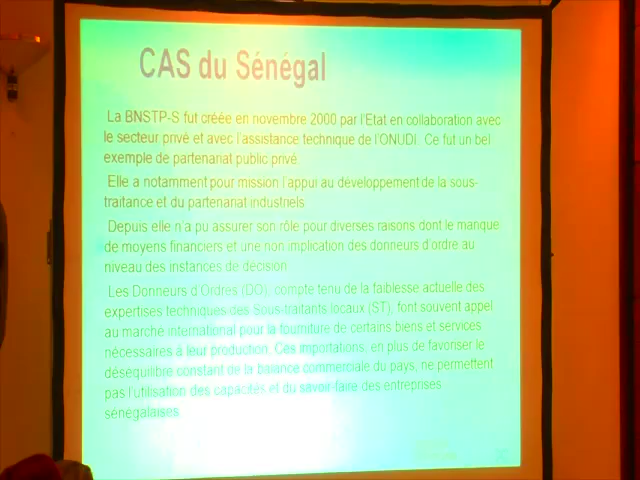 CAS du Sénégal
La BNSTP-S fut créée en novembre 2000 par l'Etat en collaboration avec
le secteur privé et avec l'assistance technique de l'ONUDI. Ce fut un bel
exemple de partenariat public privé.
Elle a notamment pour mission l'appui au développement de la sous-
traitance et du partenariat industriels
Depuis elle n'a pu assurer son rôle pour diverses raisons dont le manque
de moyens financiers et une non implication des donneurs d'ordre au
niveau des instances de décision
Les Donneurs d'Ordres (DO), compte tenu de la faiblesse actuelle des
expertises techniques des Sous-traitants locaux (ST), font souvent appel
au marche international pour la fourniture de certains biens et services
nécessaires à leur production. Ces importations, en plus de favoriser le
déséquilibre constant de la balance commerciale du pays, ne permettent
pas l'utilisation des capacités et du savoir-faire des entreprises
sénégalaises